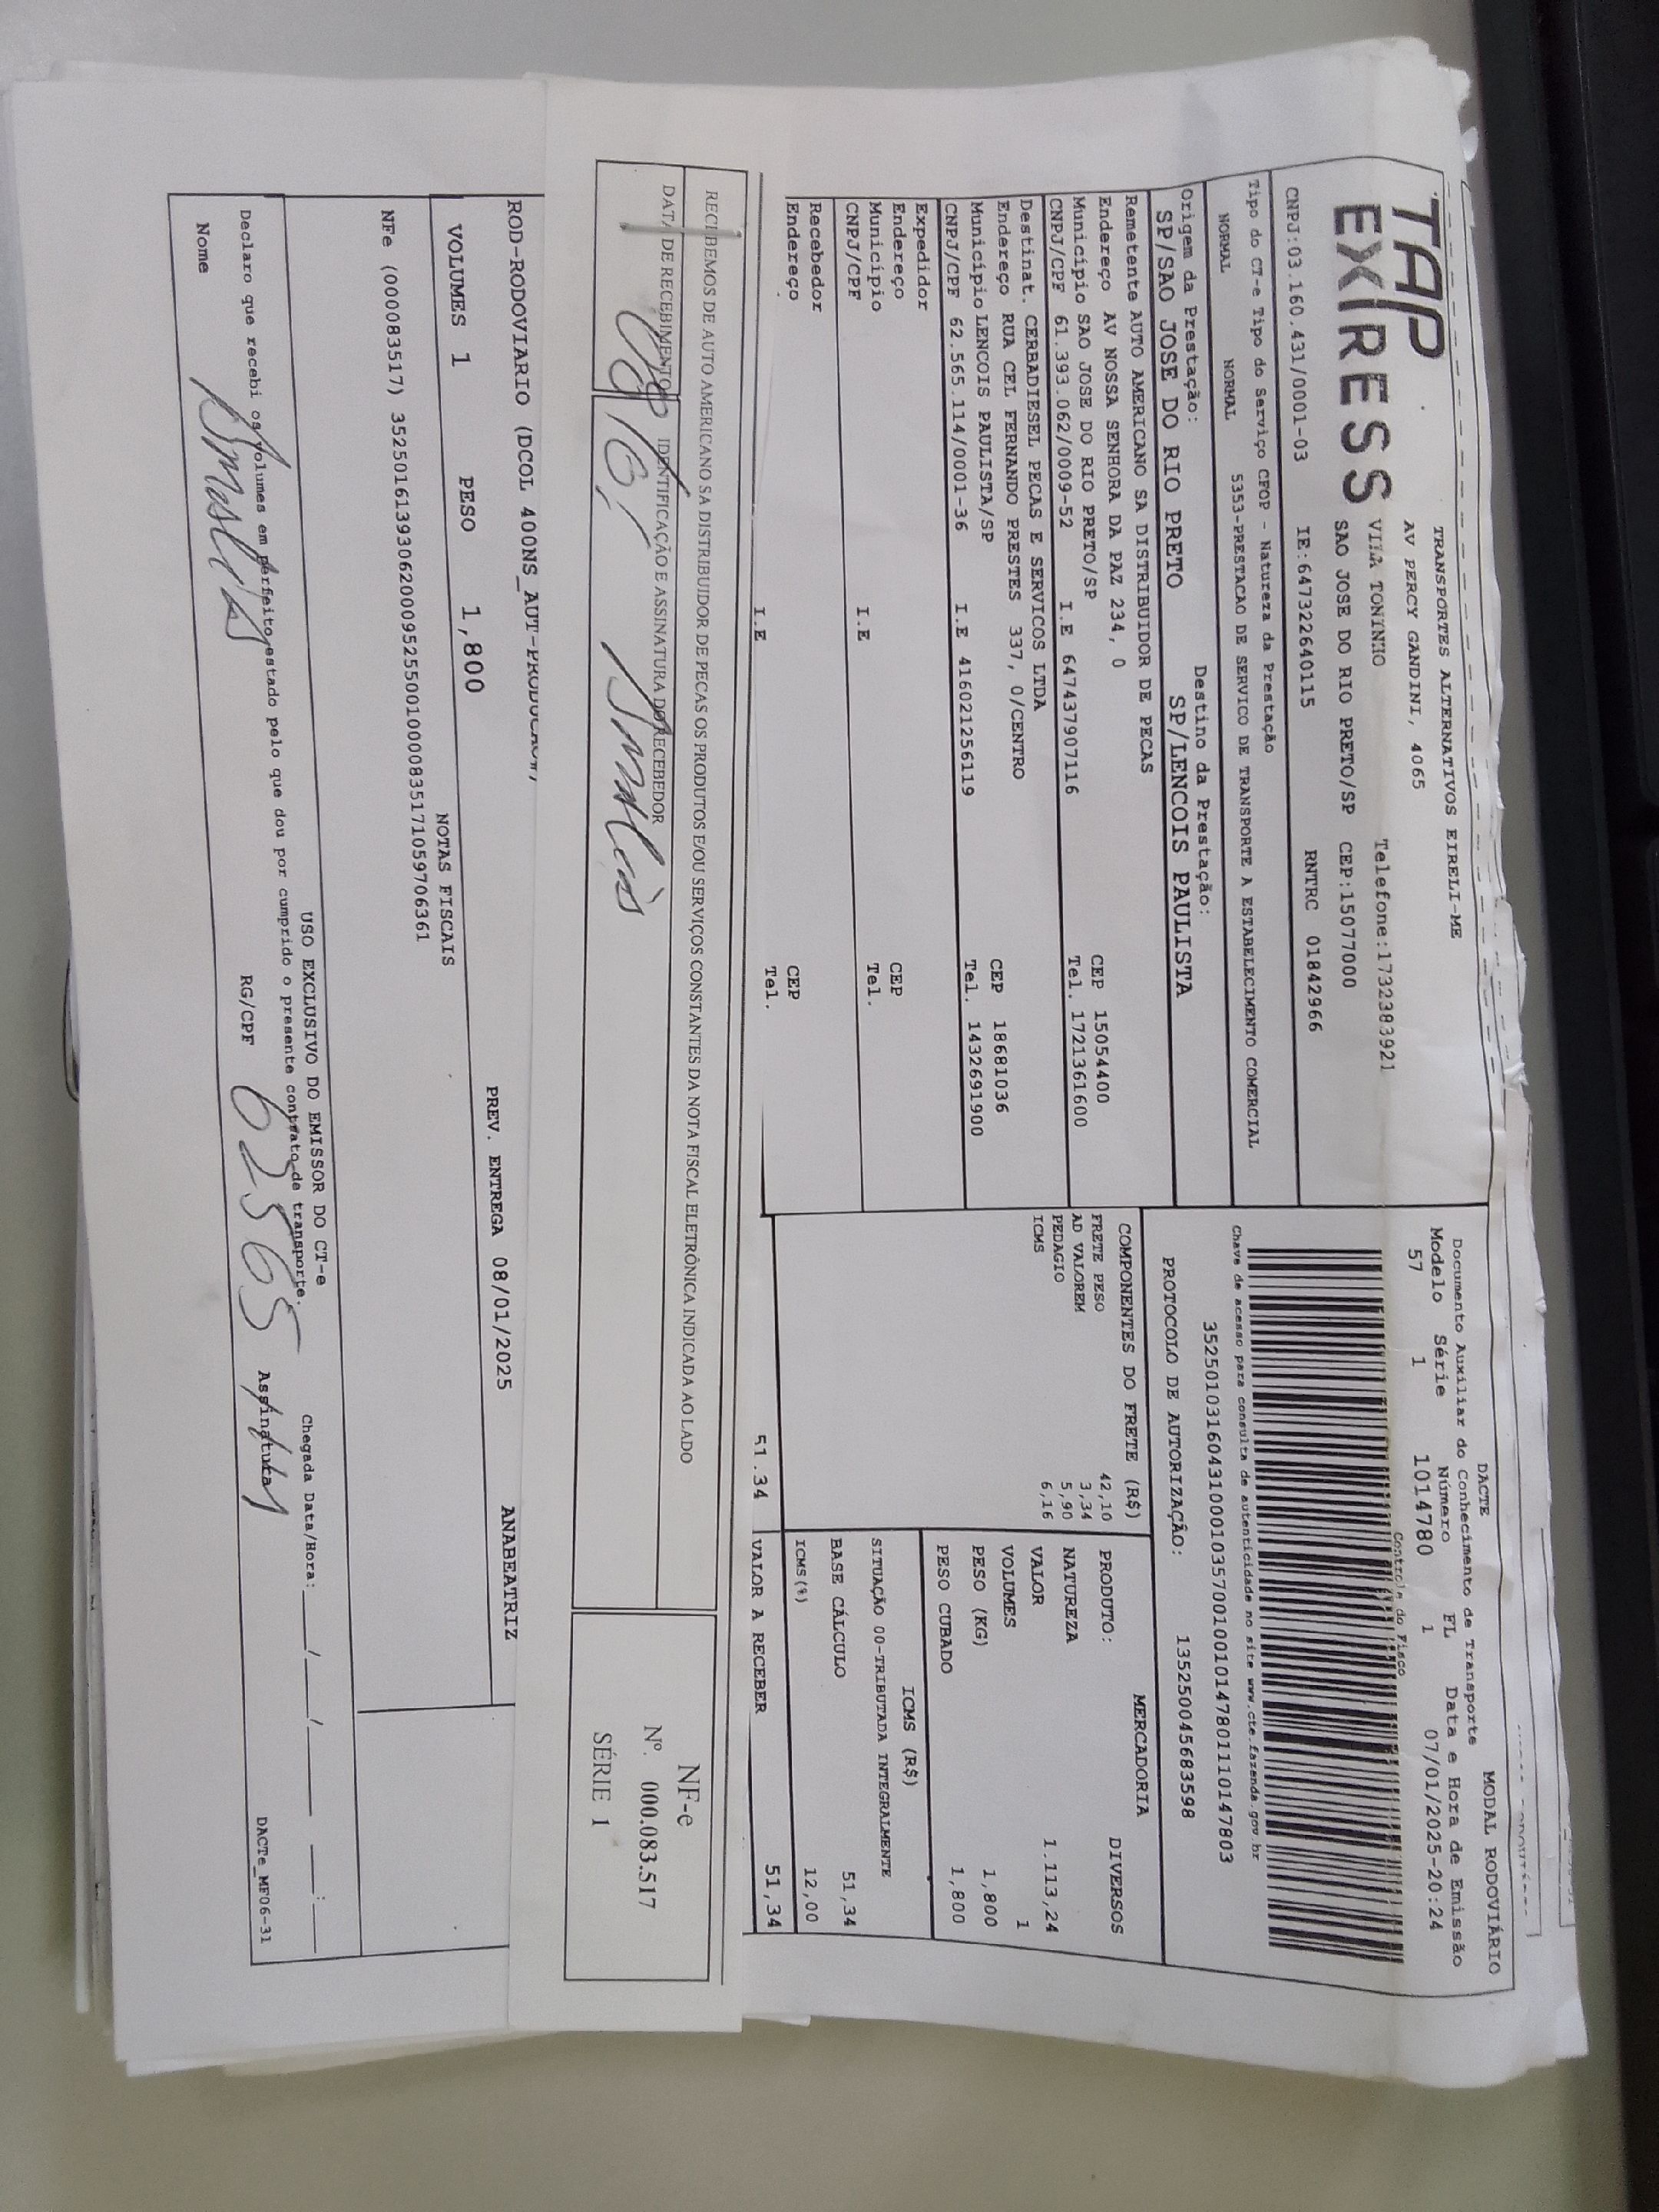 TAP EXPRESS
TRANSPORTES ALTERNATIVOS EIRELI-ME
AV PERCY GANDINI, 4065
VILA TONINHO Telefone:1732383921
SAO JOSE DO RIO PRETO/SP CEP:15077000
CNPJ:03.160.431/0001-03 IE:647322640115 RNTRC 01842966
Tipo do CT-e Tipo do Serviço CFOP - Natureza da Prestação
NORMAL NORMAL 5353-PRESTACAO DE SERVICO DE TRANSPORTE A ESTABELECIMENTO COMERCIAL
Origem da Prestação: Destino da Prestação:
SP/SAO JOSE DO RIO PRETO SP/LENCOIS PAULISTA
Remetente AUTO AMERICANO SA DISTRIBUIDOR DE PECAS
Endereço AV NOSSA SENHORA DA PAZ 234, 0 CEP 15054400
Município SAO JOSE DO RIO PRETO/SP Tel. 1721361600
CNPJ/CPF 61.393.062/0009-52 I.E 647437907116
Destinat. CERBADIESEL PECAS E SERVICOS LTDA
Endereço RUA CEL FERNANDO PRESTES 337, 0/CENTRO CEP 18681036
Município LENCOIS PAULISTA/SP Tel. 1432691900
CNPJ/CPF 62.565.114/0001-36 I.E 416021256119
Expedidor
Endereço CEP
Município Tel.
CNPJ/CPF I.E
Recebedor
Endereço CEP
Tel.
I.E
DACTE MODAL RODOVIÁRIO
Documento Auxiliar do Conhecimento de Transporte
Modelo Série Número FL Data e Hora de Emissão
57 1 1014780 1 07/01/2025-20:24
Controle do Fisco
Chave de acesso para consulta de autenticidade no site www.cte.fazenda.gov.br
35250103160431000103570010010147801110147803
PROTOCOLO DE AUTORIZAÇÃO: 135250045683598
COMPONENTES DO FRETE (R$)
FRETE PESO 42,10
AD VALOREM 3,34
PEDAGIO 5,90
ICMS 6,16
51.34
MERCADORIA
PRODUTO: DIVERSOS
NATUREZA
VALOR 1.113,24
VOLUMES 1
PESO (KG) 1,800
PESO CUBADO 1,800
ICMS (R$)
SITUAÇÃO 00-TRIBUTADA INTEGRALMENTE
BASE CÁLCULO 51,34
ICMS(%) 12,00
VALOR A RECEBER 51,34
RECEBEMOS DE AUTO AMERICANO SA DISTRIBUIDOR DE PECAS OS PRODUTOS E/OU SERVIÇOS CONSTANTES DA NOTA FISCAL ELETRÔNICA INDICADA AO LADO
DATA DE RECEBIMENTO IDENTIFICAÇÃO E ASSINATURA DO RECEBEDOR
NF-e
Nº. 000.083.517
SÉRIE 1
ROD-RODOVIARIO (DCOL 400NS_AUT-PRODUCAO
PREV. ENTREGA 08/01/2025 ANABEATRIZ
VOLUMES 1 PESO 1,800
NOTAS FISCAIS
NFe (000083517) 35250161393062000952550010000835171059706361
USO EXCLUSIVO DO EMISSOR DO CT-e
Declaro que recebi os volumes em perfeito estado pelo que dou por cumprido o presente contrato de transporte.
Chegada Data/Hora: __/__/____ __:__
Nome RG/CPF 62565 Assinatura
DACTe_MF06-31